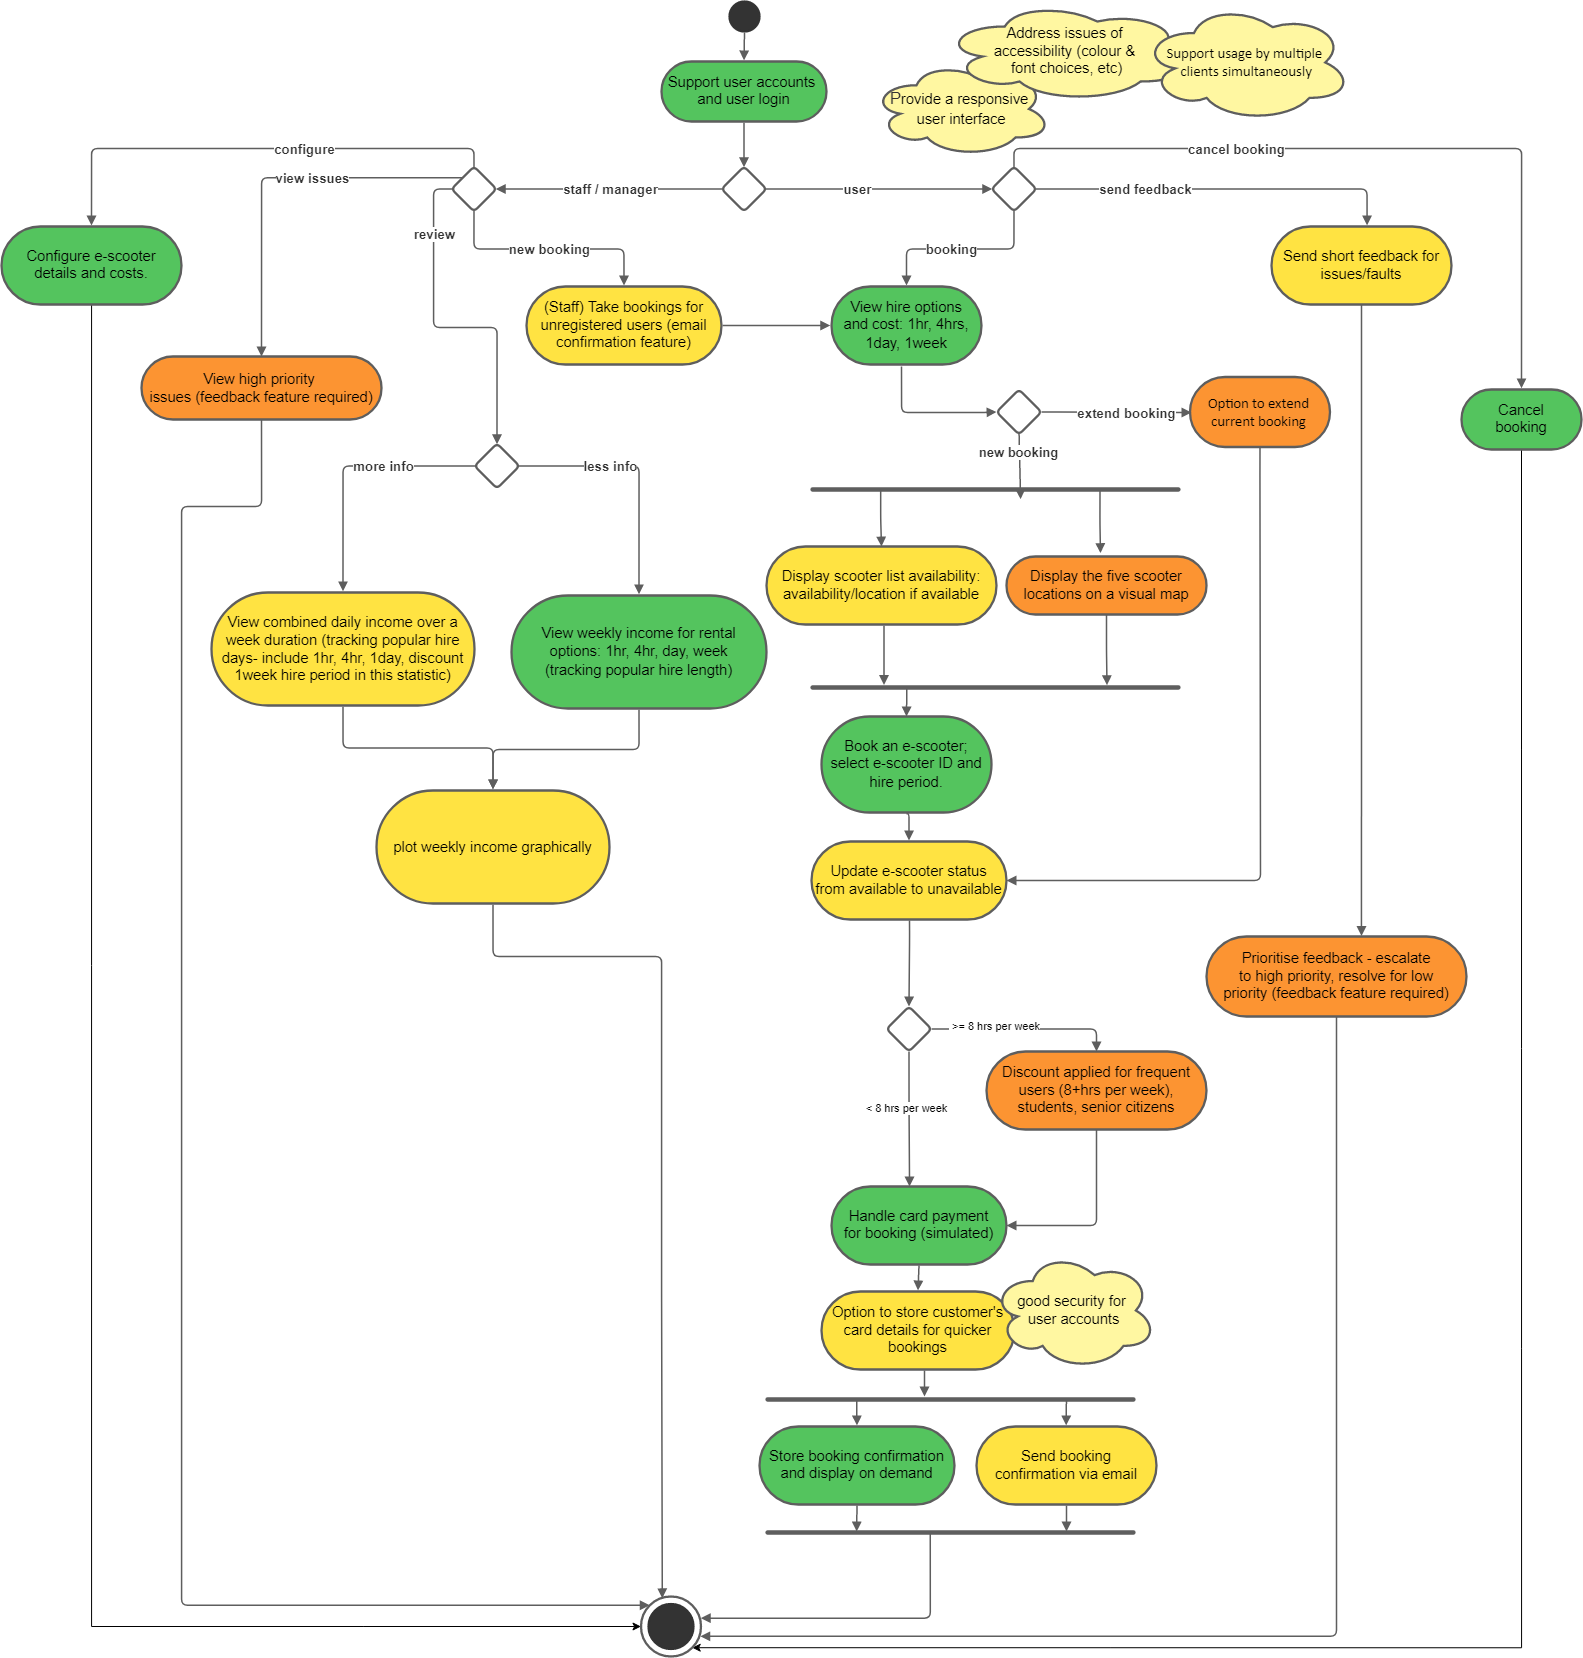 Address issues of
accessibility (colour &
font choices, etc)
Support usage by multiple
clients simultaneously
Support user accounts
and user login
Provide a responsive
user interface
configure
cancel booking
view issues
staff / manager
user
send feedback
review
new booking
booking
Configure e-scooter
details and costs.
Send short feedback for
issues/faults
(Staff) Take bookings for
unregistered users (email
confirmation feature)
View hire options
and cost: 1hr, 4hrs,
1day, 1week
View high priority
issues (feedback feature required)
extend booking
Option to extend
current booking
Cancel
booking
new booking
more info
less info
Display scooter list availability:
availability/location if available
Display the five scooter
locations on a visual map
View combined daily income over a
week duration (tracking popular hire
days- include 1hr, 4hr, 1day, discount
1week hire period in this statistic)
View weekly income for rental
options: 1hr, 4hr, day, week
(tracking popular hire length)
Book an e-scooter;
select e-scooter ID and
hire period.
plot weekly income graphically
Update e-scooter status
from available to unavailable
Prioritise feedback - escalate
to high priority, resolve for low
priority (feedback feature required)
>= 8 hrs per week
Discount applied for frequent
users (8+hrs per week),
students, senior citizens
< 8 hrs per week
Handle card payment
for booking (simulated)
Option to store customer's
card details for quicker
bookings
good security for
user accounts
Store booking confirmation
and display on demand
Send booking
confirmation via email